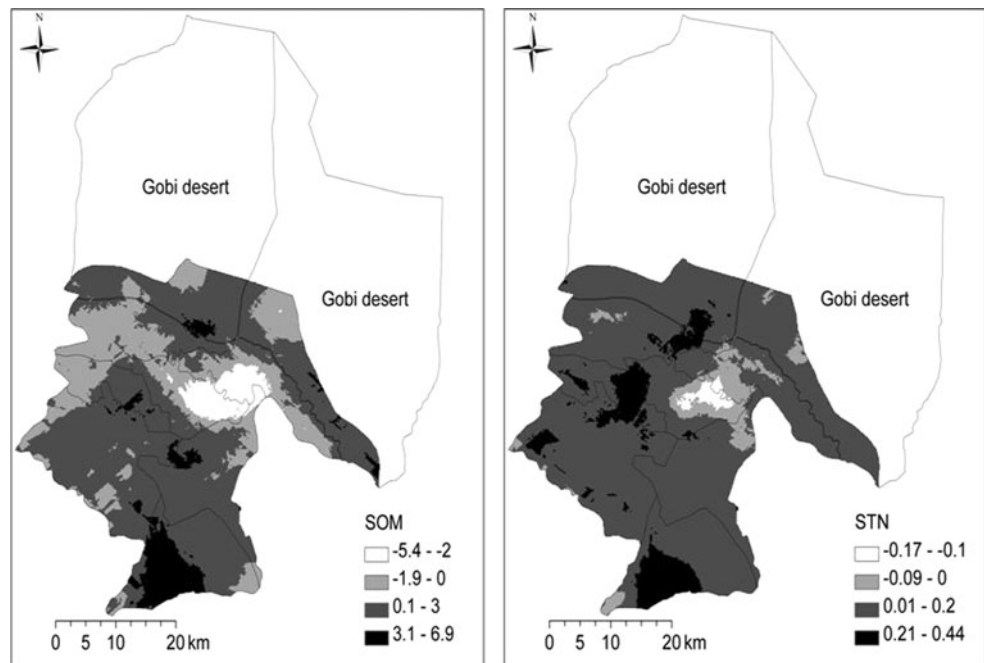 N
Gobi desert
Gobi desert
SOM
-5.4 - -2
-1.9 - 0
0.1 - 3
3.1 - 6.9
0 5 10 20 km
N
Gobi desert
Gobi desert
STN
-0.17 - -0.1
-0.09 - 0
0.01 - 0.2
0.21 - 0.44
0 5 10 20 km